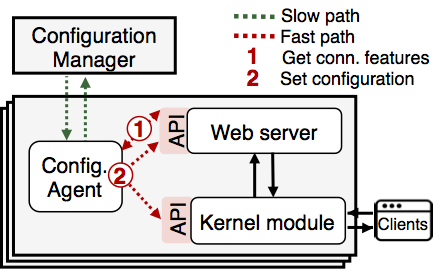 Configuration
Manager
Slow path
Fast path
1 Get conn. features
2 Set configuration
1
API
Web server
Config.
Agent
2
API
Kernel module
Clients